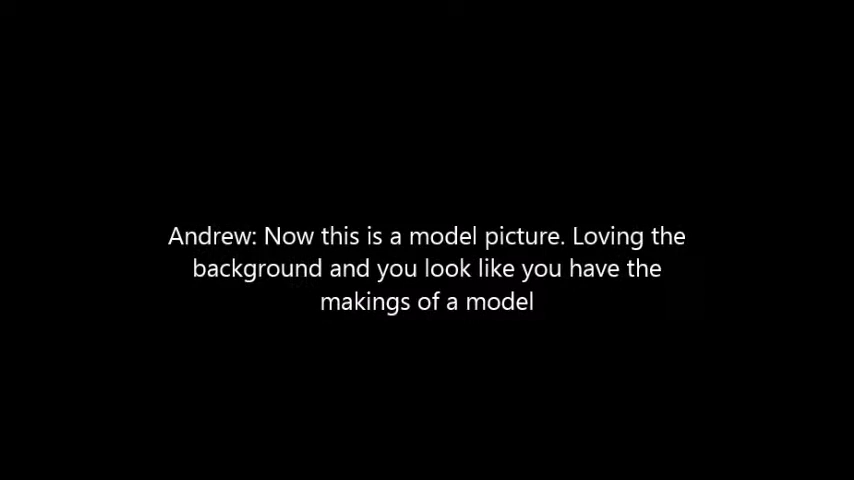 Andrew: Now this is a model picture. Loving the
background and you look like you have the
makings of a model